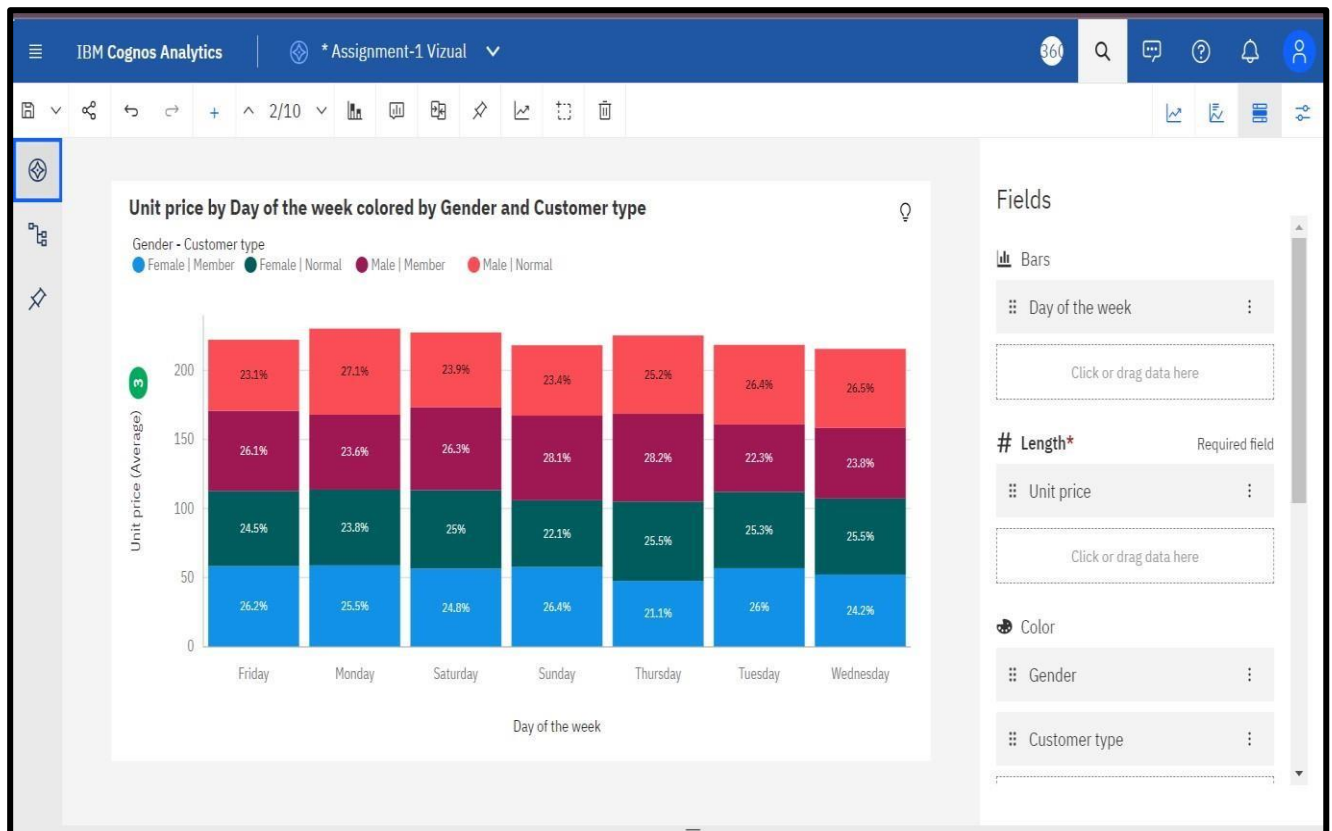 IBM Cognos Analytics
* Assignment-1 Vizual
360
2/10
Unit price by Day of the week colored by Gender and Customer type
Gender - Customer type
Female | Member Female | Normal Male | Member Male | Normal
Unit price (Average) 3
200
150
100
50
0
23.1% 27.1% 23.9% 23.4% 25.2% 26.4% 26.5%
26.1% 23.6% 26.3% 28.1% 28.2% 22.3% 23.8%
24.5% 23.8% 25% 22.1% 25.5% 25.3% 25.5%
26.2% 25.5% 24.8% 26.4% 21.1% 26% 24.2%
Friday Monday Saturday Sunday Thursday Tuesday Wednesday
Day of the week
Fields
Bars
Day of the week
Click or drag data here
# Length* Required field
Unit price
Click or drag data here
Color
Gender
Customer type